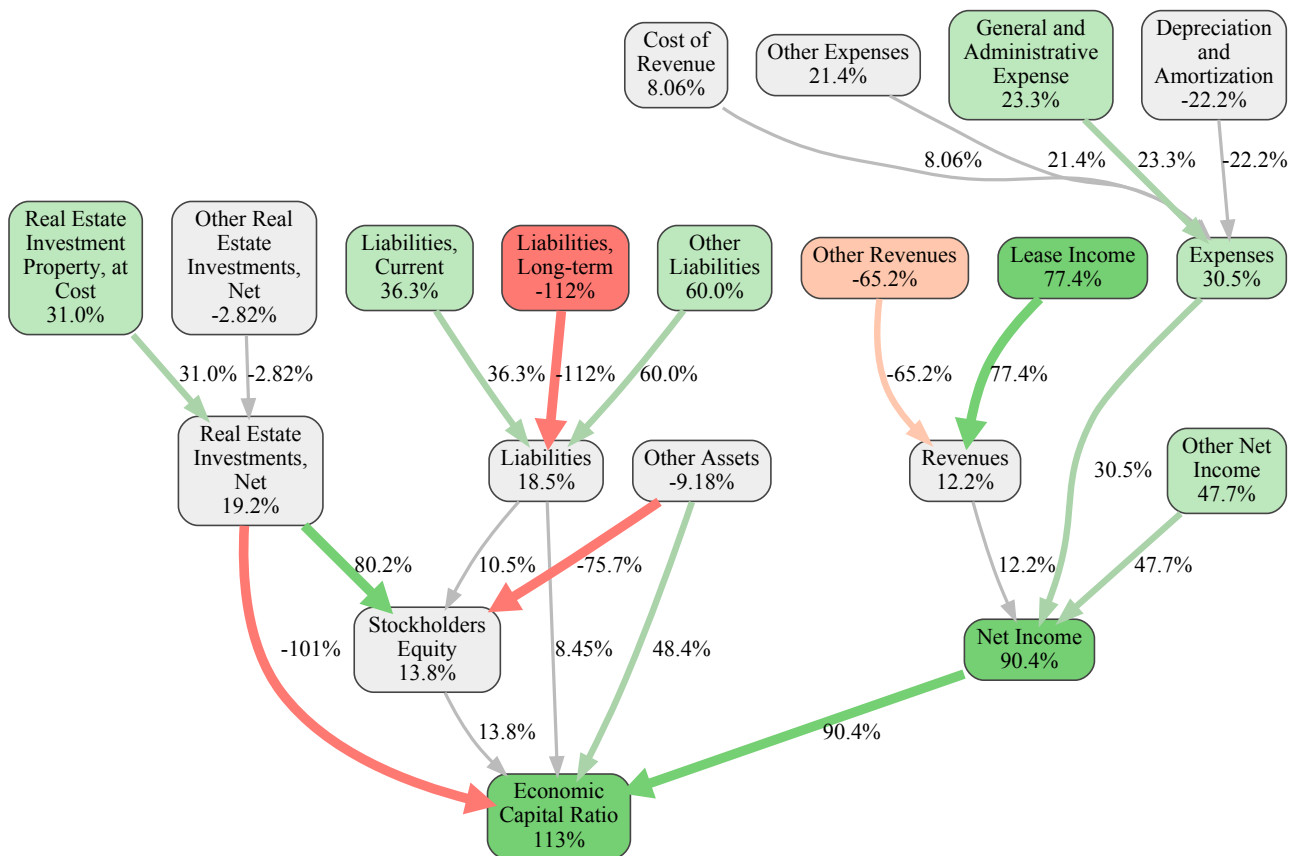 Cost of
Revenue
8.06%
Other Expenses
21.4%
General and
Administrative
Expense
23.3%
Depreciation
and
Amortization
-22.2%
8.06%
21.4%
23.3%
-22.2%
Real Estate
Investment
Property, at
Cost
31.0%
Other Real
Estate
Investments,
Net
-2.82%
Liabilities,
Current
36.3%
Liabilities,
Long-term
-112%
Other
Liabilities
60.0%
Other Revenues
-65.2%
Lease Income
77.4%
Expenses
30.5%
31.0%
-2.82%
36.3%
-112%
60.0%
-65.2%
77.4%
Real Estate
Investments,
Net
19.2%
Liabilities
18.5%
Other Assets
-9.18%
Revenues
12.2%
30.5%
Other Net
Income
47.7%
80.2%
10.5%
-75.7%
12.2%
47.7%
Stockholders
Equity
13.8%
-101%
8.45%
48.4%
Net Income
90.4%
13.8%
90.4%
Economic
Capital Ratio
113%